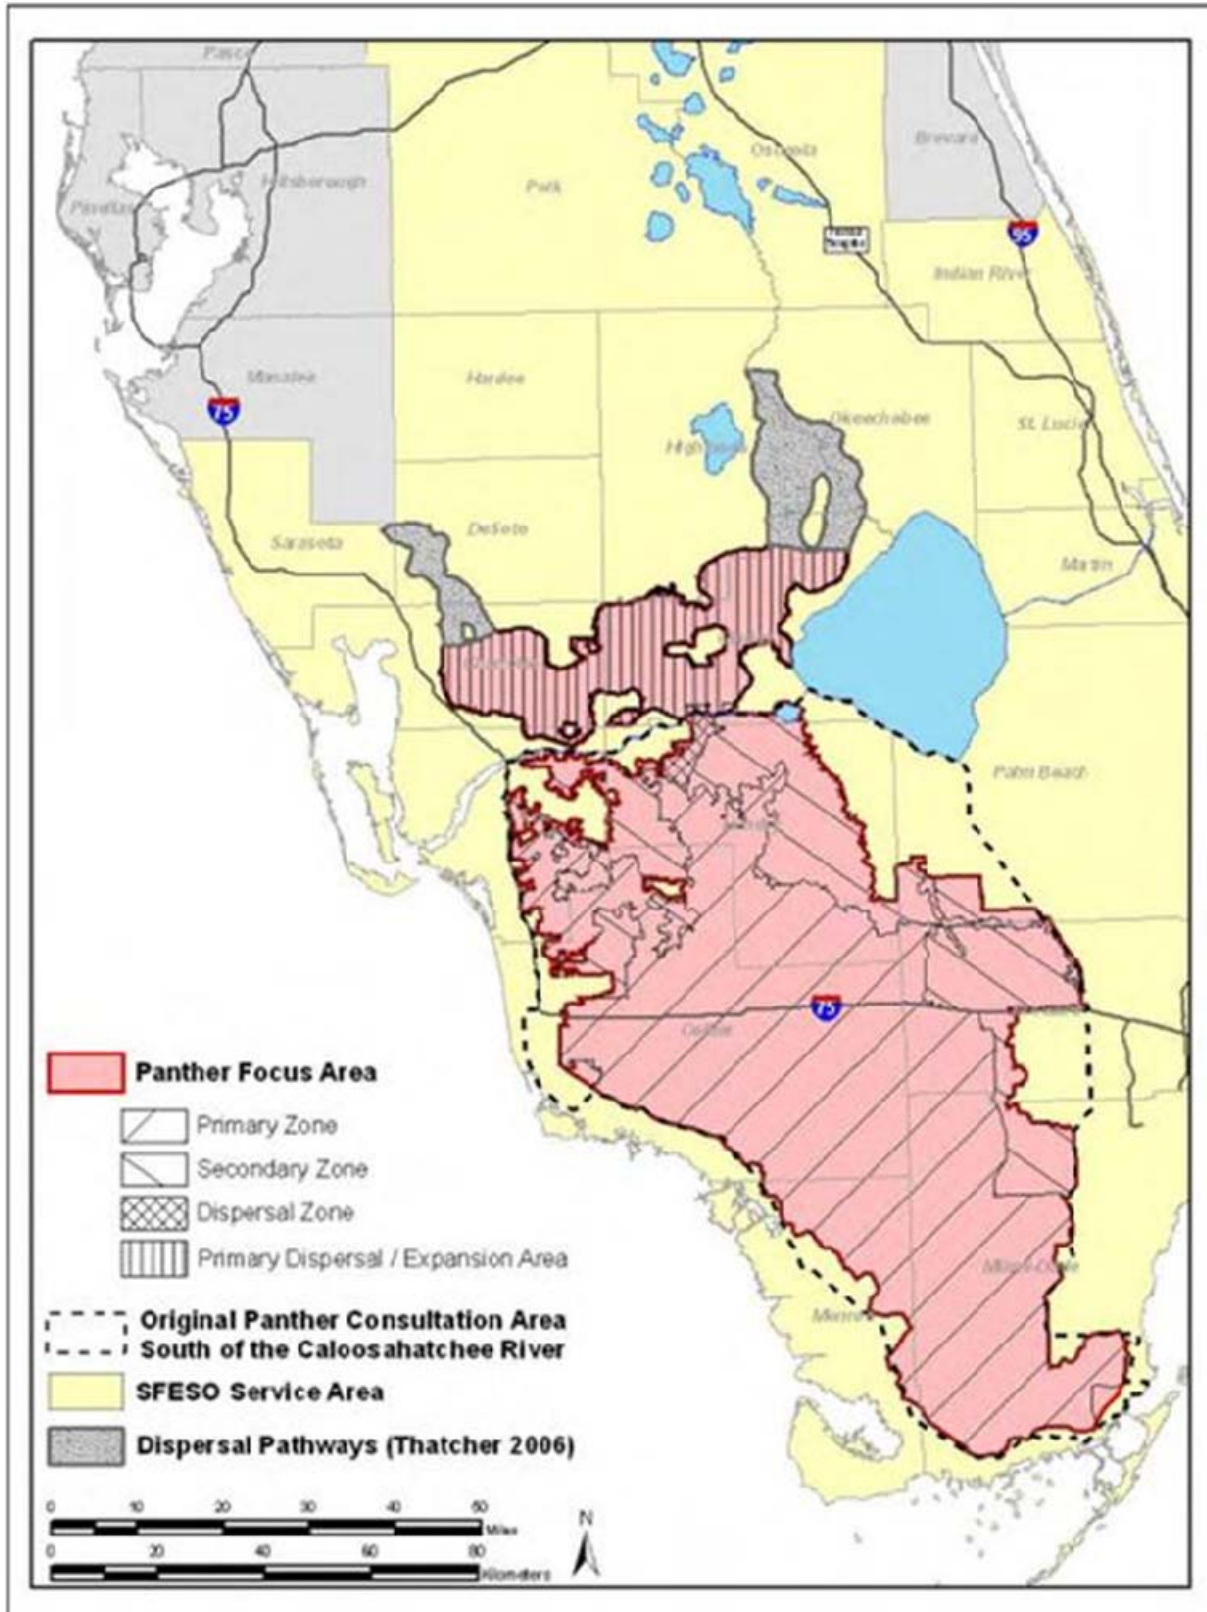 Pasco
Brevard
Osceola
Polk
Hillsborough
Pinellas
95
Indian River
Manatee
Hardee
75
Okeechobee
St. Lucie
DeSoto
Sarasota
Martin
Palm Beach
75
Collier
Miami-Dade
Monroe
Panther Focus Area
Primary Zone
Secondary Zone
Dispersal Zone
Primary Dispersal / Expansion Area
Original Panther Consultation Area
South of the Caloosahatchee River
SFESO Service Area
Dispersal Pathways (Thatcher 2006)
0 10 20 30 40 50
Miles
0 20 40 60 80
Kilometers
N